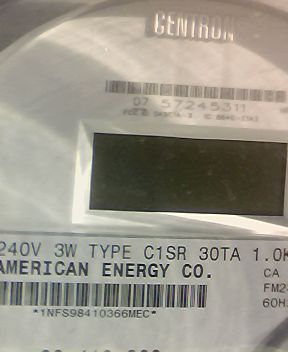 CENTRON
07 57245311
240V 3W TYPE C1SR 30TA 1.0K
AMERICAN ENERGY CO.
CA
FM2
60H
*1NFS98410366MEC*